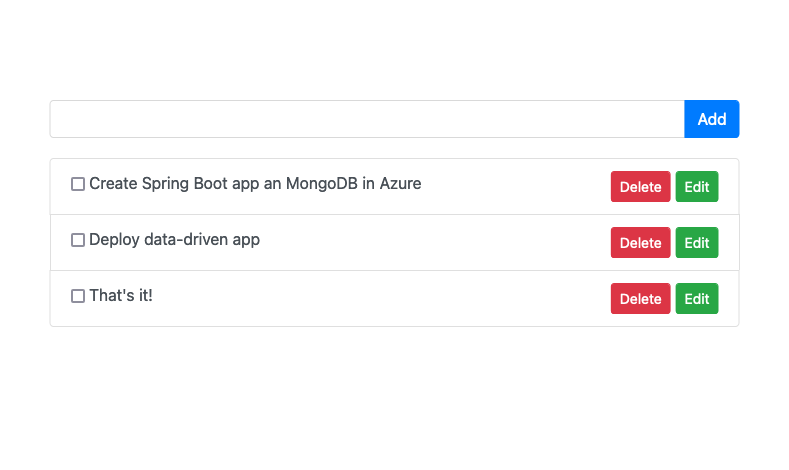 Add
Create Spring Boot app an MongoDB in Azure Delete Edit
Deploy data-driven app Delete Edit
That's it! Delete Edit